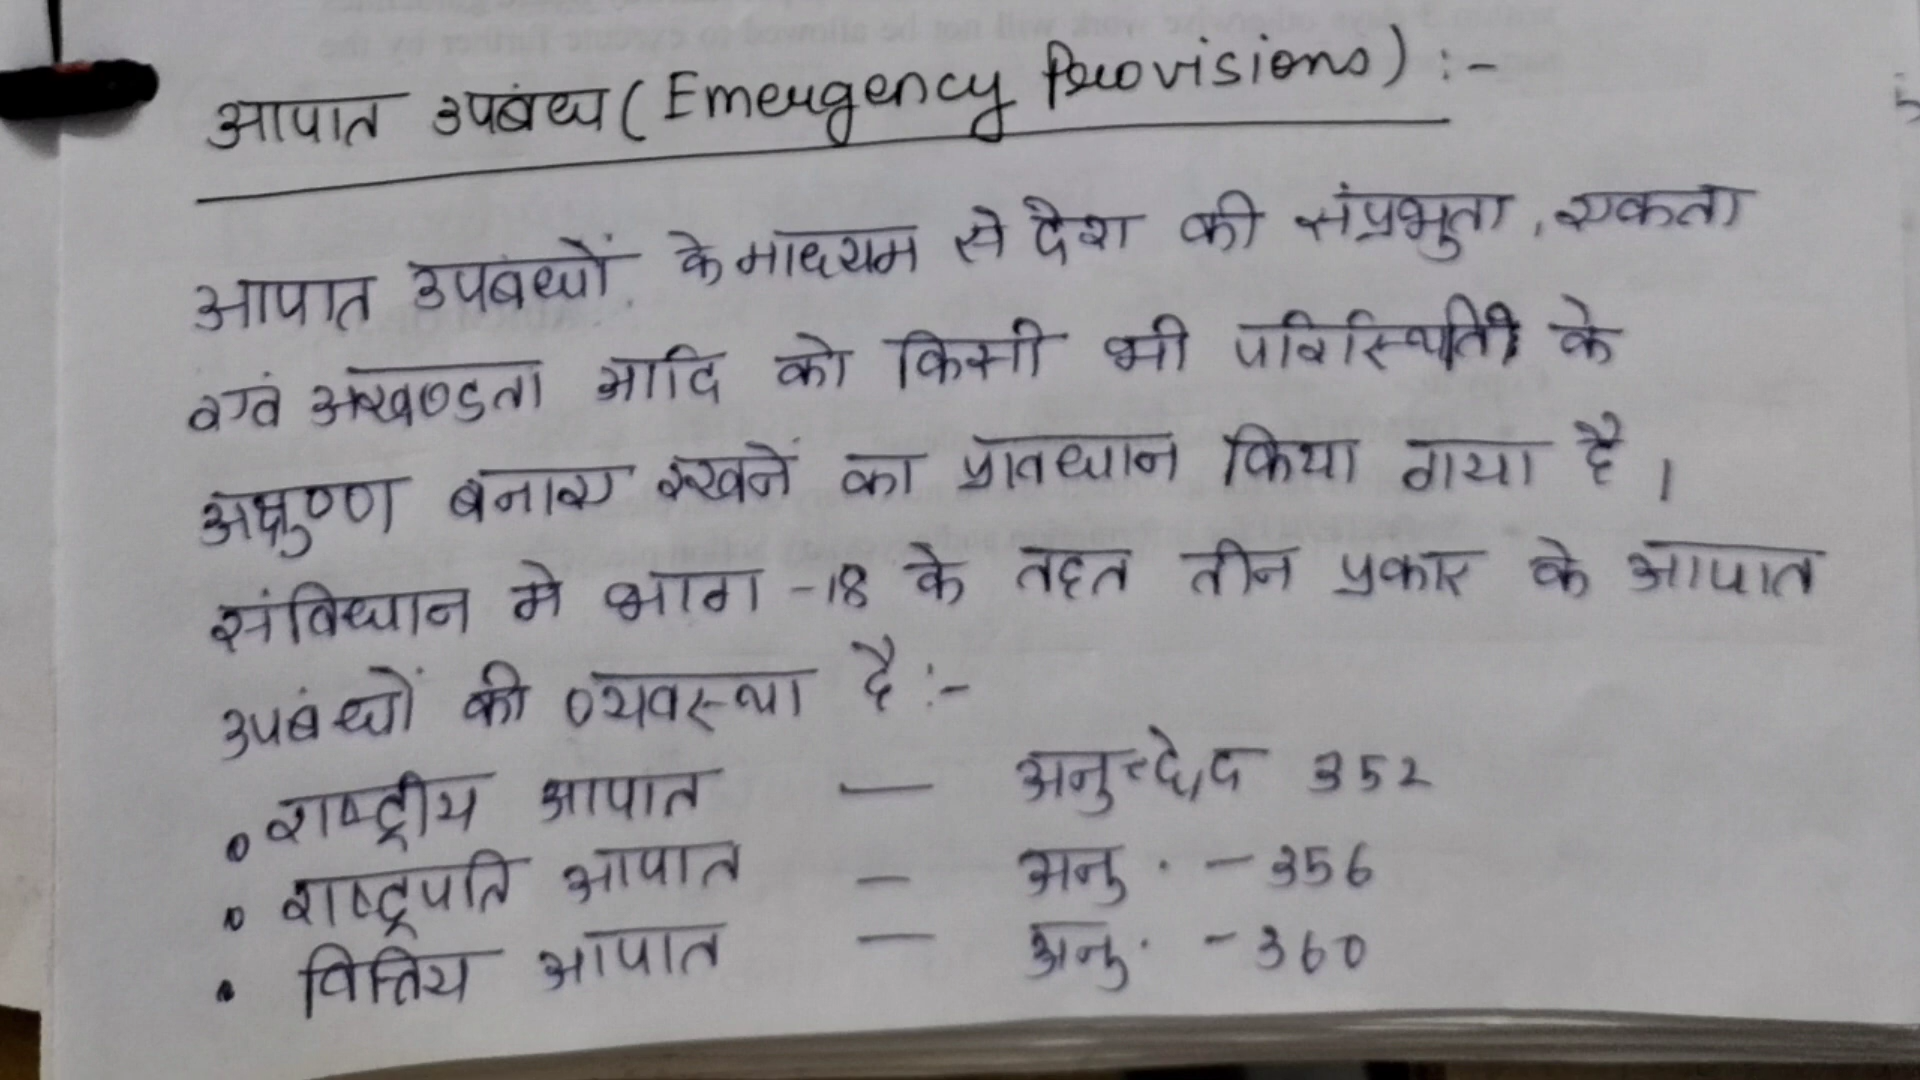 आपात उपबंध (Emergency Provisions) :-
आपात उपबंधों के माध्यम से देश की संप्रभुता, एकता
एवं अखण्डता आदि को किसी भी परिस्थिती के
अक्षुण्ण बनाए रखनें का प्रावधान किया गया है।
संविधान मे भाग -18 के तहत तीन प्रकार के आपात
उपबंधों की व्यवस्था है :-
• राष्ट्रीय आपात — अनुच्छेद 352
• राष्ट्रपति आपात — अनु. - 356
• वित्तिय आपात — अनु. - 360